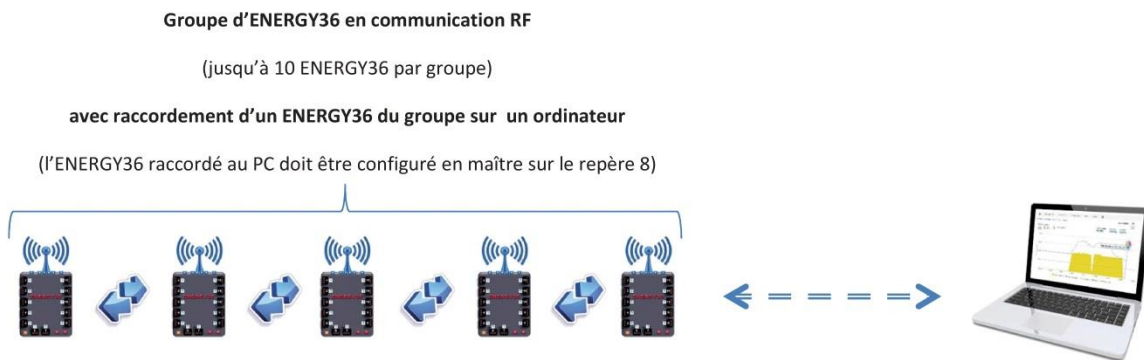 Groupe d’ENERGY36 en communication RF
(jusqu’à 10 ENERGY36 par groupe)
avec raccordement d’un ENERGY36 du groupe sur  un ordinateur
(l’ENERGY36 raccordé au PC doit être configuré en maître sur le repère 8)